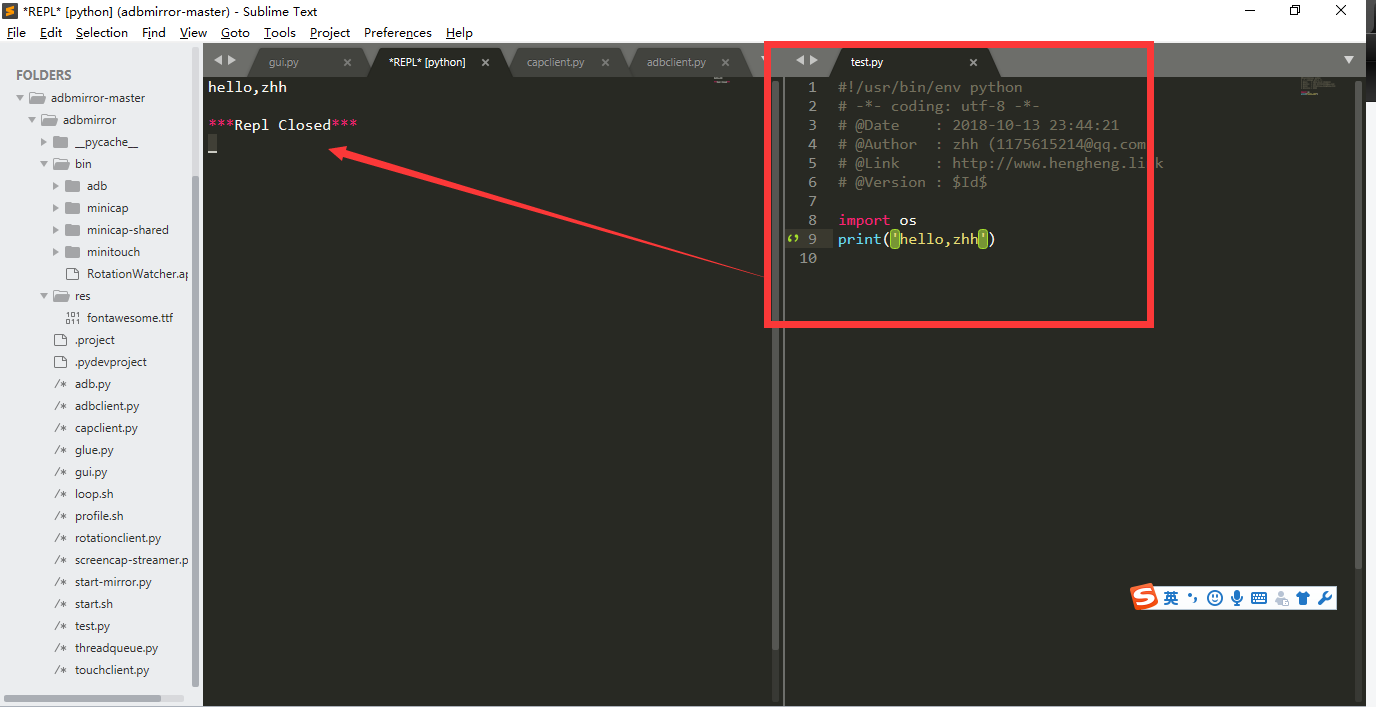 *REPL* [python] (adbmirror-master) - Sublime Text
File Edit Selection Find View Goto Tools Project Preferences Help
FOLDERS
adbmirror-master
adbmirror
__pycache__
bin
adb
minicap
minicap-shared
minitouch
RotationWatcher.ap
res
fontawesome.ttf
.project
.pydevproject
/* adb.py
/* adbclient.py
/* capclient.py
/* glue.py
/* gui.py
/* loop.sh
/* profile.sh
/* rotationclient.py
/* screencap-streamer.p
/* start-mirror.py
/* start.sh
/* test.py
/* threadqueue.py
/* touchclient.py
gui.py *REPL* [python] capclient.py adbclient.py
hello,zhh
***Repl Closed***
test.py
1 #!/usr/bin/env python
2 # -*- coding: utf-8 -*-
3 # @Date    : 2018-10-13 23:44:21
4 # @Author  : zhh (1175615214@qq.com
5 # @Link    : http://www.hengheng.link
6 # @Version : $Id$
7
8 import os
9 print('hello,zhh')
10
英